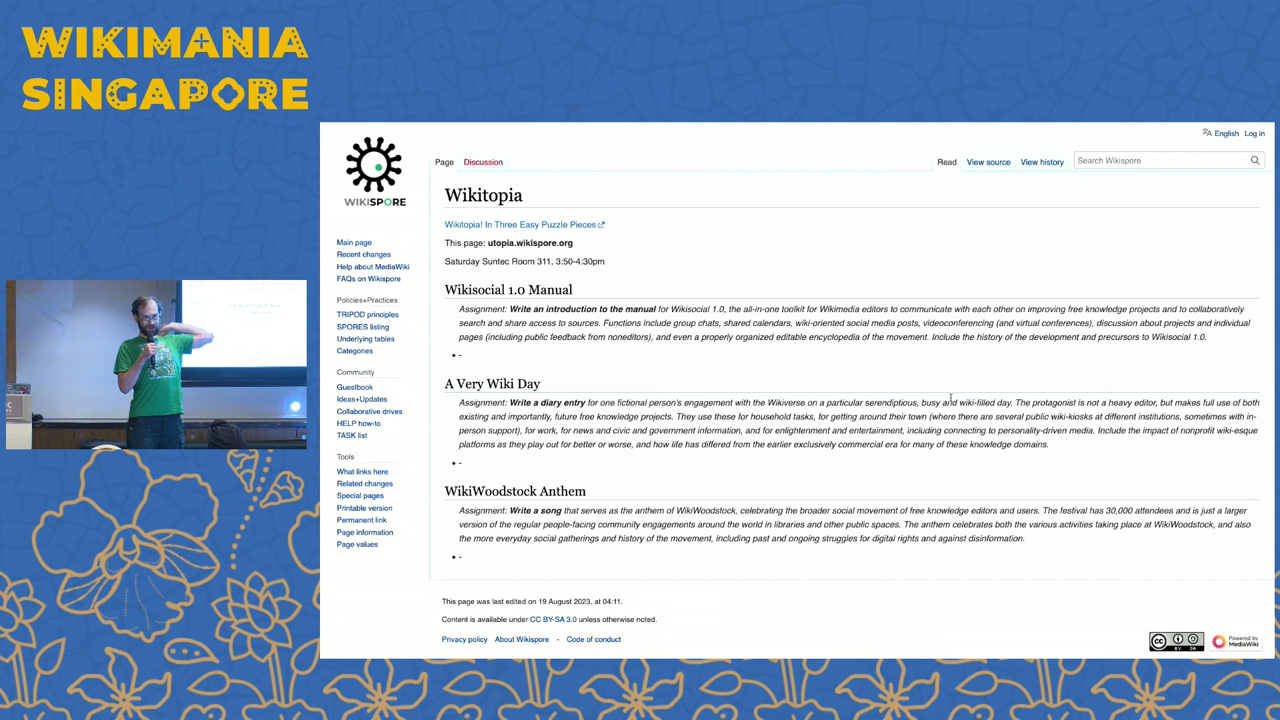 WIKIMANIA
SINGAPORE
WIKISPORE
English Log in
Page Discussion
Read View source View history
Search Wikispore
Wikitopia
Wikitopia! In Three Easy Puzzle Pieces
This page: utopia.wikispore.org
Saturday Suntec Room 311, 3:50-4:30pm
Wikisocial 1.0 Manual
Assignment: Write an introduction to the manual for Wikisocial 1.0, the all-in-one toolkit for Wikimedia editors to communicate with each other on improving free knowledge projects and to collaboratively
search and share access to sources. Functions include group chats, shared calendars, wiki-oriented social media posts, videoconferencing (and virtual conferences), discussion about projects and individual
pages (including public feedback from noneditors), and even a properly organized editable encyclopedia of the movement. Include the history of the development and precursors to Wikisocial 1.0.
• -
A Very Wiki Day
Assignment: Write a diary entry for one fictional person's engagement with the Wikiverse on a particular serendipitous, busy and wiki-filled day. The protagonist is not a heavy editor, but makes full use of both
existing and importantly, future free knowledge projects. They use these for household tasks, for getting around their town (where there are several public wiki-kiosks at different institutions, sometimes with in-
person support), for work, for news and civic and government information, and for enlightenment and entertainment, including connecting to personality-driven media. Include the impact of nonprofit wiki-esque
platforms as they play out for better or worse, and how life has differed from the earlier exclusively commercial era for many of these knowledge domains.
• -
WikiWoodstock Anthem
Assignment: Write a song that serves as the anthem of WikiWoodstock, celebrating the broader social movement of free knowledge editors and users. The festival has 30,000 attendees and is just a larger
version of the regular people-facing community engagements around the world in libraries and other public spaces. The anthem celebrates both the various activities taking place at WikiWoodstock, and also
the more everyday social gatherings and history of the movement, including past and ongoing struggles for digital rights and against disinformation.
• -
Main page
Recent changes
Help about MediaWiki
FAQs on Wikispore
Policies+Practices
TRIPOD principles
SPORES listing
Underlying tables
Categories
Community
Guestbook
Ideas+Updates
Collaborative drives
HELP how-to
TASK list
Tools
What links here
Related changes
Special pages
Printable version
Permanent link
Page information
Page values
This page was last edited on 19 August 2023, at 04:11.
Content is available under CC BY-SA 3.0 unless otherwise noted.
Privacy policy About Wikispore - Code of conduct
CC BY SA
Powered by
MediaWiki